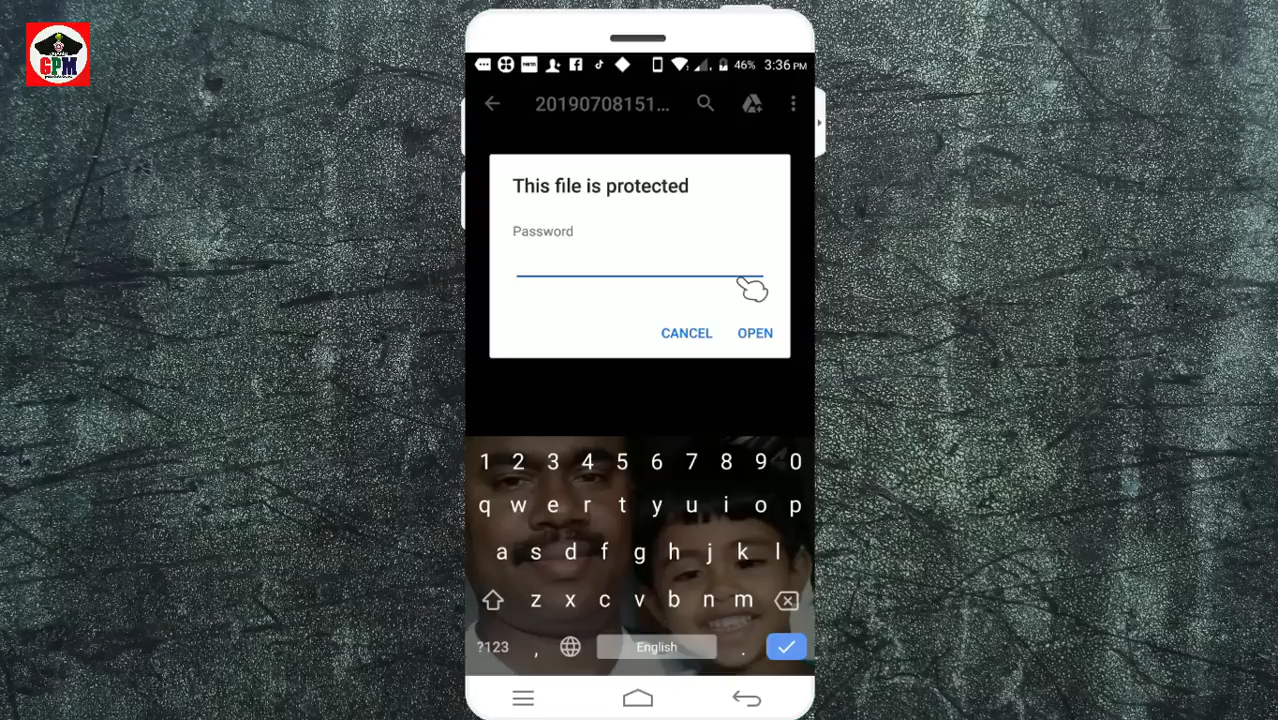 GPM
46% 3:36 PM
20190708151...
This file is protected
Password
CANCEL OPEN
1 2 3 4 5 6 7 8 9 0
q w e r t y u i o p
a s d f g h j k l
z x c v b n m
?123 , English .